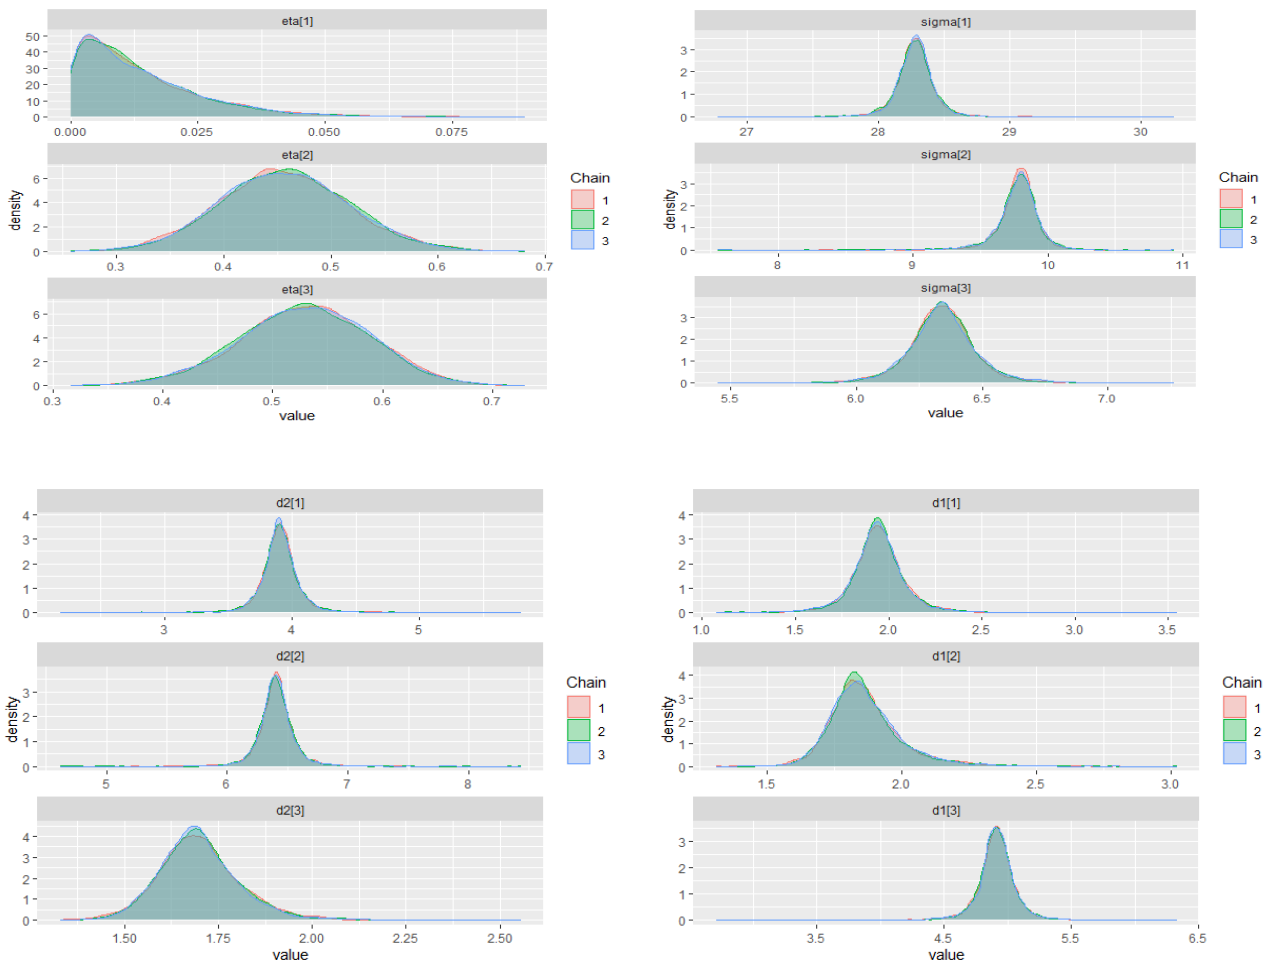 eta[1]
50
40
30
20
10
0
0.000 0.025 0.050 0.075
eta[2]
6
4
2
0
0.3 0.4 0.5 0.6 0.7
eta[3]
6
4
2
0
0.3 0.4 0.5 0.6 0.7
value
density
Chain
1
2
3
sigma[1]
3
2
1
0
27 28 29 30
sigma[2]
3
2
1
0
8 9 10 11
sigma[3]
3
2
1
0
5.5 6.0 6.5 7.0
value
density
Chain
1
2
3
d2[1]
4
3
2
1
0
3 4 5
d2[2]
3
2
1
0
5 6 7 8
d2[3]
4
3
2
1
0
1.50 1.75 2.00 2.25 2.50
value
density
Chain
1
2
3
d1[1]
4
3
2
1
0
1.0 1.5 2.0 2.5 3.0 3.5
d1[2]
4
3
2
1
0
1.5 2.0 2.5 3.0
d1[3]
3
2
1
0
3.5 4.5 5.5 6.5
value
density
Chain
1
2
3